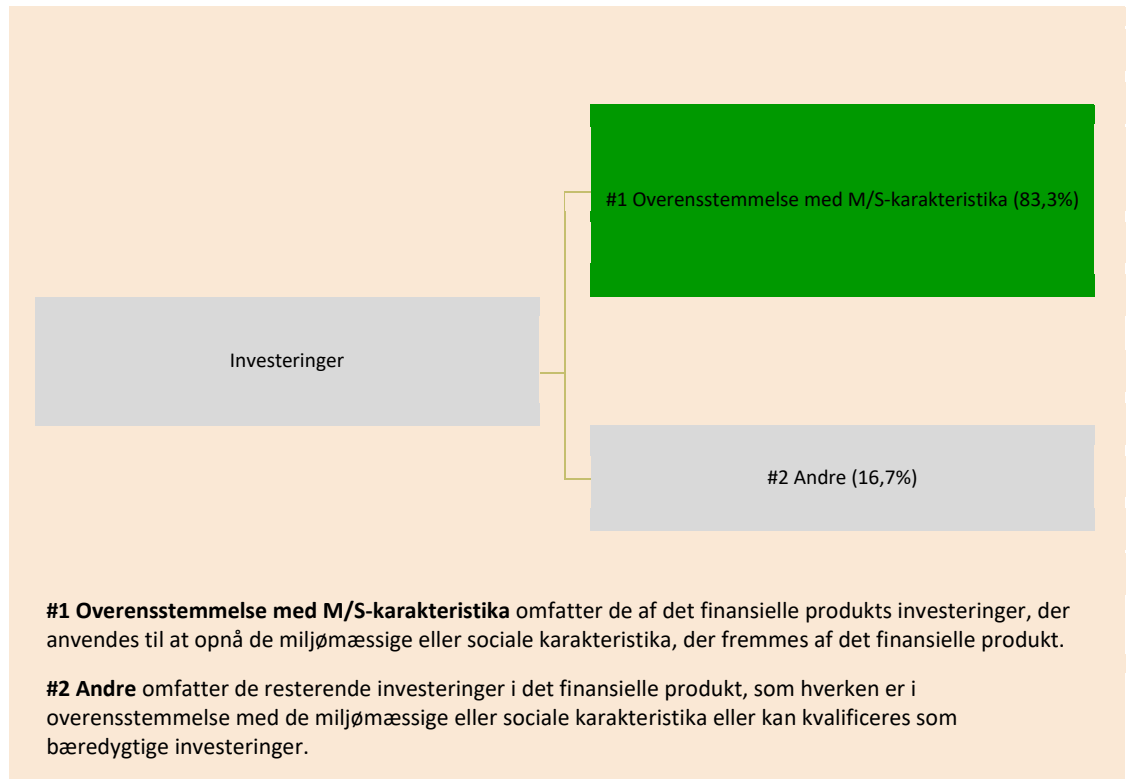 #1 Overensstemmelse med M/S-karakteristika (83,3%)
Investeringer
#2 Andre (16,7%)
#1 Overensstemmelse med M/S-karakteristika omfatter de af det finansielle produkts investeringer, der
anvendes til at opnå de miljømæssige eller sociale karakteristika, der fremmes af det finansielle produkt.
#2 Andre omfatter de resterende investeringer i det finansielle produkt, som hverken er i
overensstemmelse med de miljømæssige eller sociale karakteristika eller kan kvalificeres som
bæredygtige investeringer.